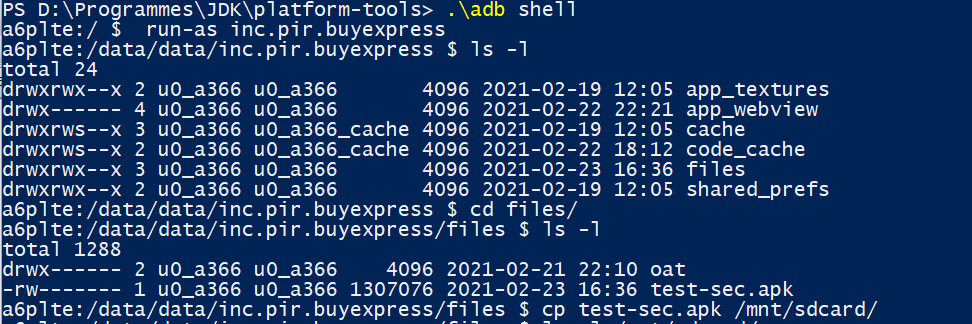 PS D:\Programmes\JDK\platform-tools> .\adb shell
a6plte:/ $  run-as inc.pir.buyexpress
a6plte:/data/data/inc.pir.buyexpress $ ls -l
total 24
drwxrwx--x 2 u0_a366 u0_a366       4096 2021-02-19 12:05 app_textures
drwx------ 4 u0_a366 u0_a366       4096 2021-02-22 22:21 app_webview
drwxrws--x 3 u0_a366 u0_a366_cache 4096 2021-02-19 12:05 cache
drwxrws--x 2 u0_a366 u0_a366_cache 4096 2021-02-22 18:12 code_cache
drwxrwx--x 3 u0_a366 u0_a366       4096 2021-02-23 16:36 files
drwxrwx--x 2 u0_a366 u0_a366       4096 2021-02-19 12:05 shared_prefs
a6plte:/data/data/inc.pir.buyexpress $ cd files/
a6plte:/data/data/inc.pir.buyexpress/files $ ls -l
total 1288
drwx------ 2 u0_a366 u0_a366    4096 2021-02-21 22:10 oat
-rw------- 1 u0_a366 u0_a366 1307076 2021-02-23 16:36 test-sec.apk
a6plte:/data/data/inc.pir.buyexpress/files $ cp test-sec.apk /mnt/sdcard/